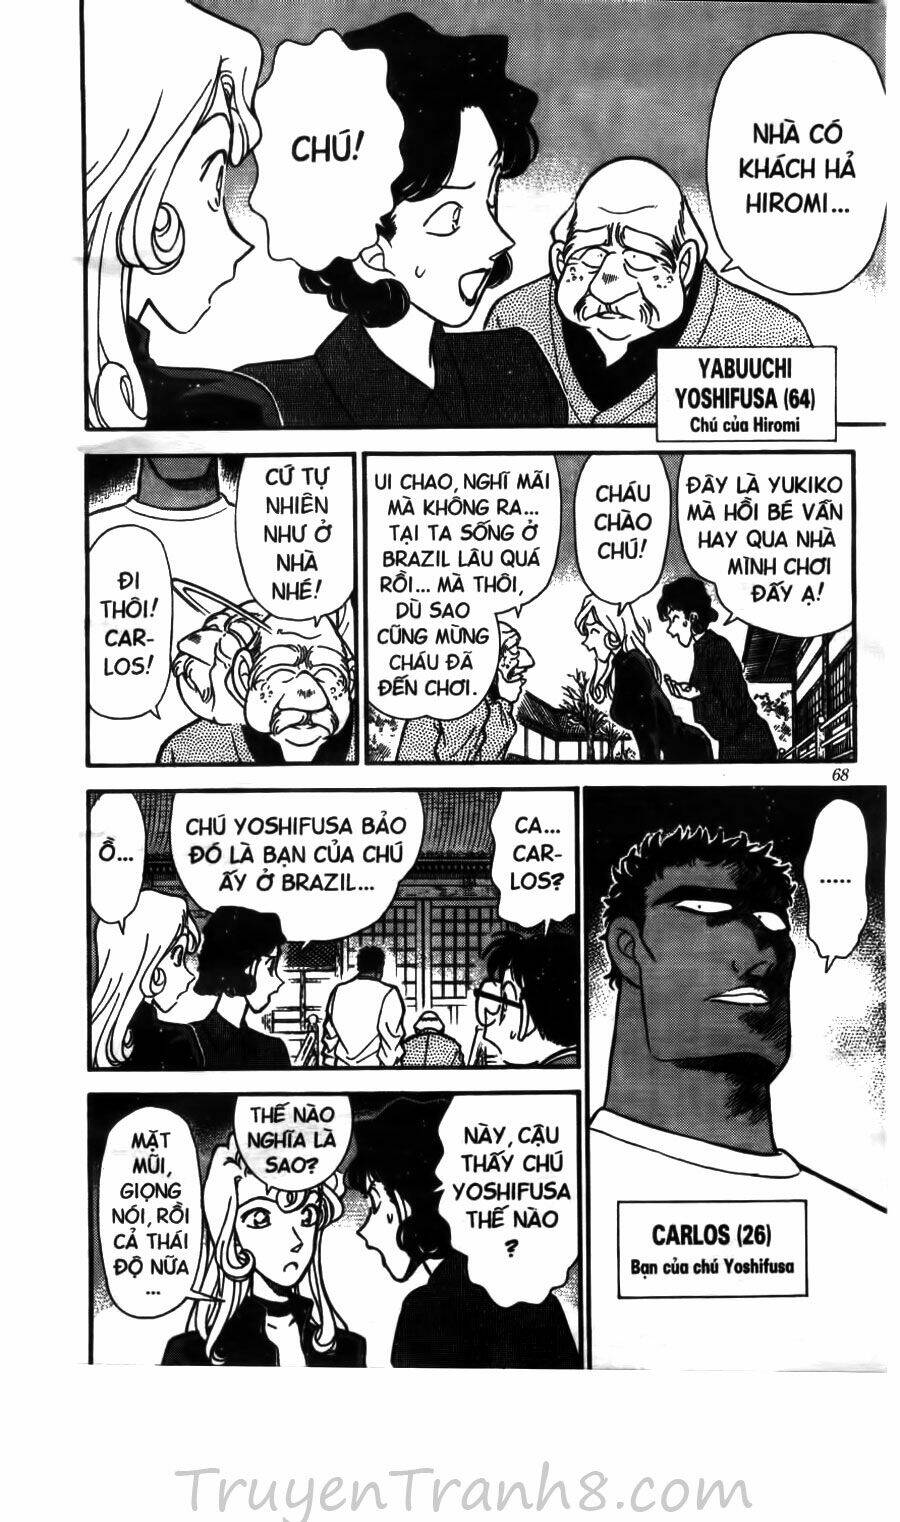 NHÀ CÓ
KHÁCH HẢ
HIROMI...
CHÚ!
YABUUCHI
YOSHIFUSA (64)
Chú của Hiromi
ĐÂY LÀ YUKIKO
MÀ HỒI BÉ VẪN
HAY QUA NHÀ
MÌNH CHƠI
ĐẤY Ạ!
CHÁU
CHÀO
CHÚ!
UI CHAO, NGHĨ MÃI
MÀ KHÔNG RA...
TẠI TA SỐNG Ở
BRAZIL LÂU QUÁ
RỒI... MÀ THÔI,
DÙ SAO
CŨNG MỪNG
CHÁU ĐÃ
ĐẾN CHƠI.
CỨ TỰ
NHIÊN
NHƯ Ở
NHÀ
NHÉ!
ĐI
THÔI!
CAR-
LOS!
68
......
CARLOS (26)
Bạn của chú Yoshifusa
CA...
CAR-
LOS?
CHÚ YOSHIFUSA BẢO
ĐÓ LÀ BẠN CỦA CHÚ
ẤY Ở BRAZIL...
Ồ...
NÀY, CẬU
THẤY CHÚ
YOSHIFUSA
THẾ NÀO
?
THẾ NÀO
NGHĨA LÀ
SAO?
MẶT
MŨI,
GIỌNG
NÓI, RỒI
CẢ THÁI
ĐỘ NỮA
...
TruyenTranh8.com